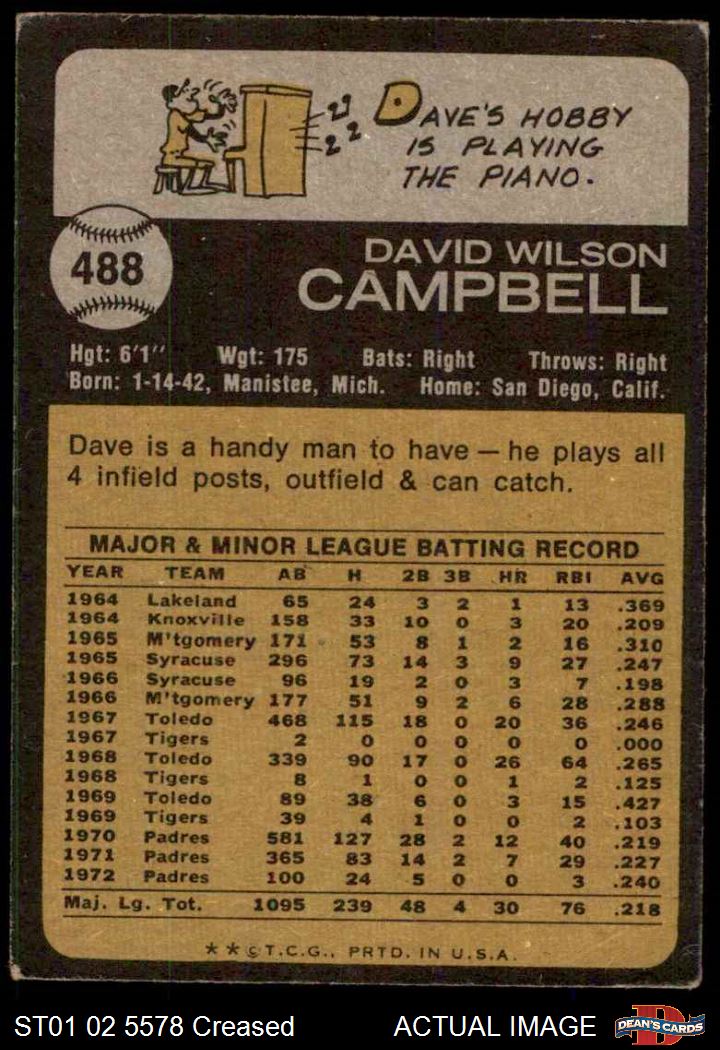 DAVE'S HOBBY
IS PLAYING
THE PIANO.
488
DAVID WILSON
CAMPBELL
Hgt: 6'1" Wgt: 175 Bats: Right Throws: Right
Born: 1-14-42, Manistee, Mich. Home: San Diego, Calif.
Dave is a handy man to have — he plays all
4 infield posts, outfield & can catch.
MAJOR & MINOR LEAGUE BATTING RECORD
YEAR TEAM AB H 2B 3B HR RBI AVG
1964 Lakeland 65 24 3 2 1 13 .369
1964 Knoxville 158 33 10 0 3 20 .209
1965 M'tgomery 171 53 8 1 2 16 .310
1965 Syracuse 296 73 14 3 9 27 .247
1966 Syracuse 96 19 2 0 3 7 .198
1966 M'tgomery 177 51 9 2 6 28 .288
1967 Toledo 468 115 18 0 20 36 .246
1967 Tigers 2 0 0 0 0 0 .000
1968 Toledo 339 90 17 0 26 64 .265
1968 Tigers 8 1 0 0 1 2 .125
1969 Toledo 89 38 6 0 3 15 .427
1969 Tigers 39 4 1 0 0 2 .103
1970 Padres 581 127 28 2 12 40 .219
1971 Padres 365 83 14 2 7 29 .227
1972 Padres 100 24 5 0 0 3 .240
Maj. Lg. Tot. 1095 239 48 4 30 76 .218
**©T.C.G., PRTD. IN U.S.A.
ST01 02 5578 Creased ACTUAL IMAGE DEAN'S CARDS